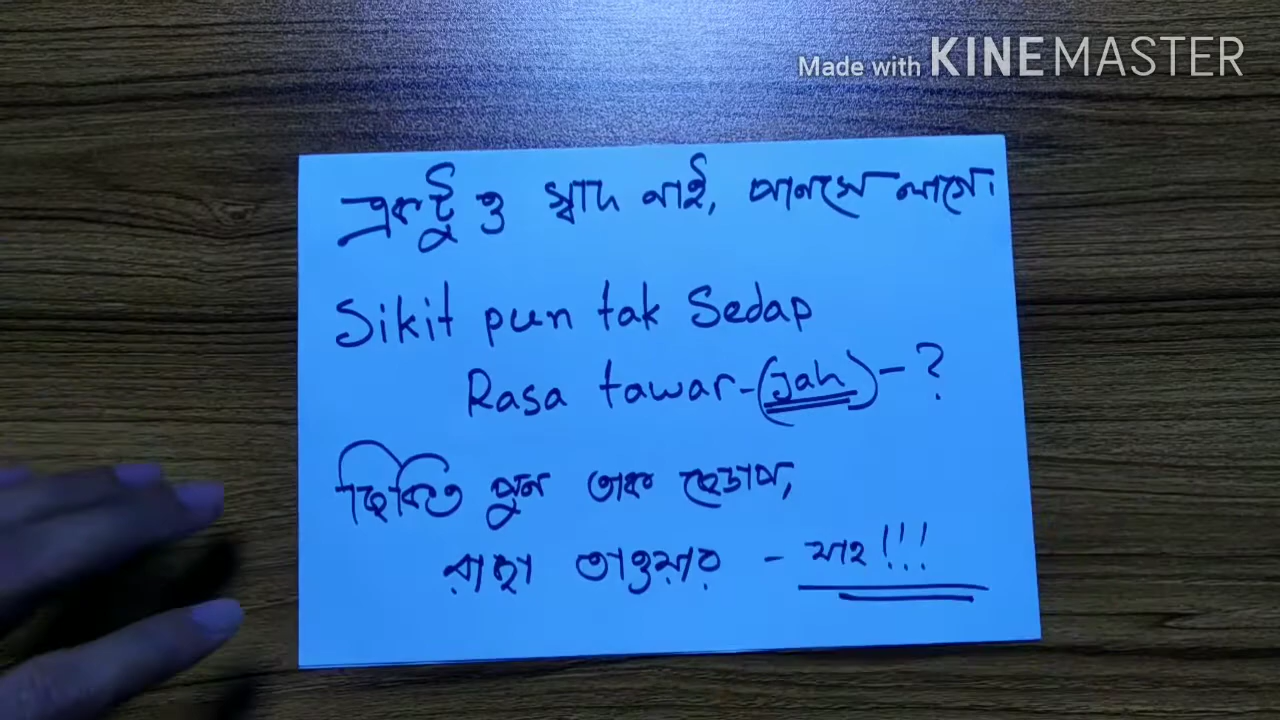 Made with KINEMASTER
একটু ও স্বাদ নাই, পানসে লাগে।
Sikit pun tak Sedap
Rasa tawar-(jah)-?
ছিকিত পুন তাক ছেডাপ,
রাছা তাওয়ার - যাহ!!!